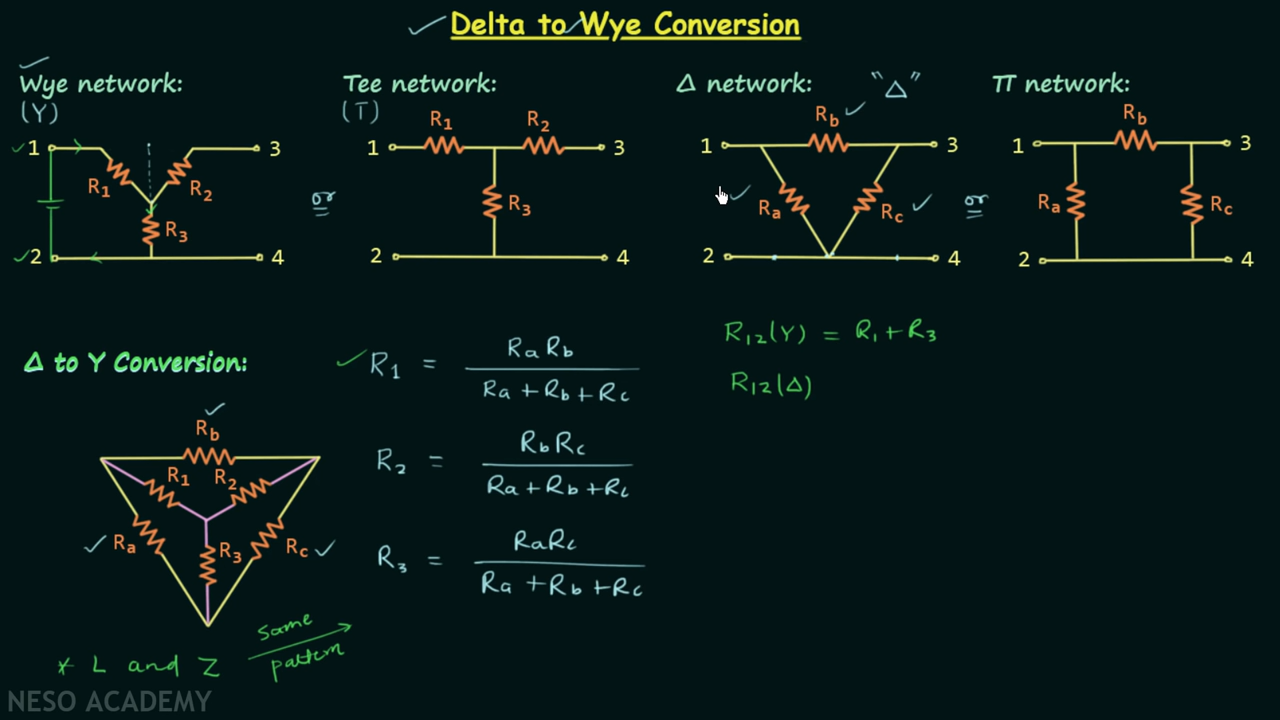 Delta to Wye Conversion
Wye network:
(Y)
1
3
R1
R2
R3
2
4
or
Tee network:
(T)
R1
R2
1
3
R3
2
4
Δ network:
"Δ"
Rb
1
3
Ra
Rc
2
4
or
Π network:
Rb
1
3
Ra
Rc
2
4
Δ to Y Conversion:
Rb
R1
R2
Ra
R3
Rc
* L and Z
same
pattern
R1 = RaRb / Ra + Rb + Rc
R2 = RbRc / Ra + Rb + Rc
R3 = RaRc / Ra + Rb + Rc
R12(Y) = R1 + R3
R12(Δ)
NESO ACADEMY